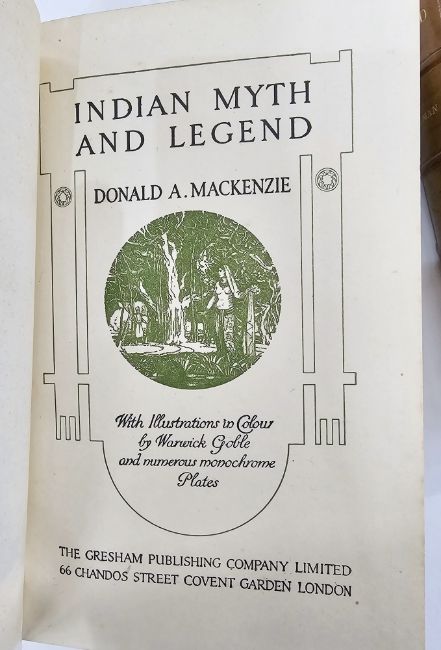 INDIAN MYTH
AND LEGEND
DONALD A. MACKENZIE
With Illustrations in Colour
by Warwick Goble
and numerous monochrome
Plates
THE GRESHAM PUBLISHING COMPANY LIMITED
66 CHANDOS STREET COVENT GARDEN LONDON